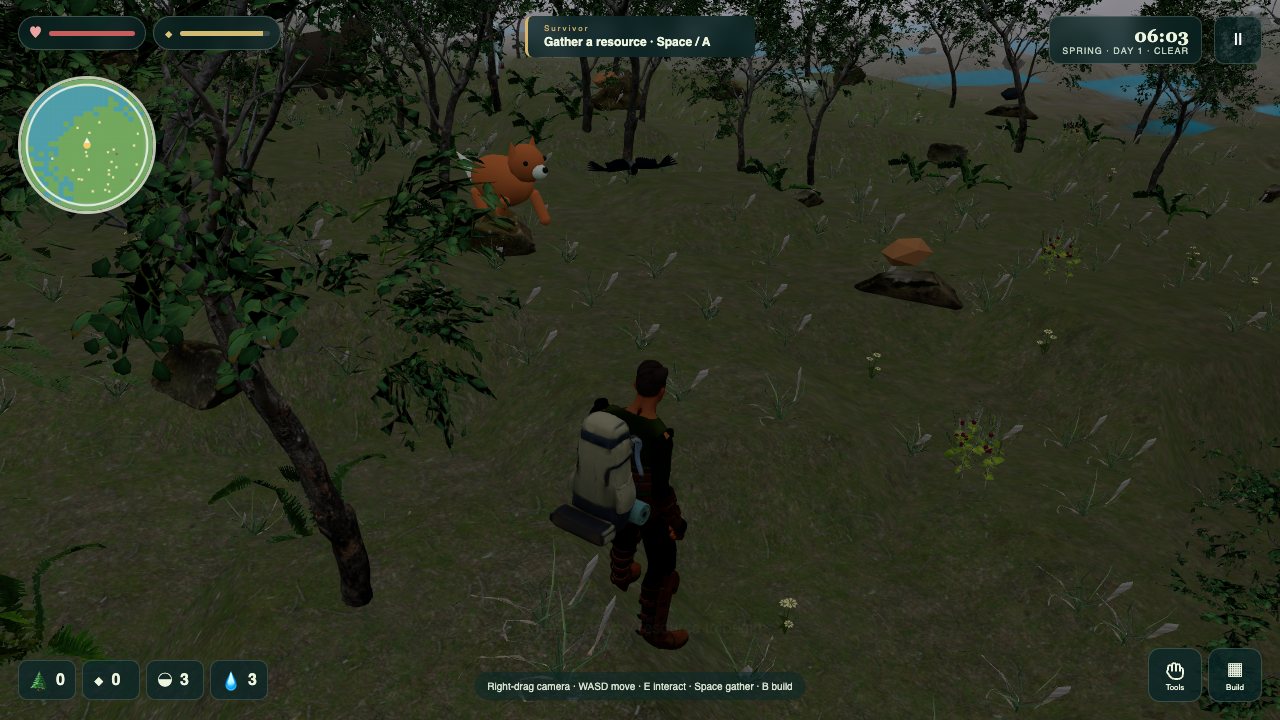 Survivor
Gather a resource · Space / A
06:03
SPRING · DAY 1 · CLEAR
0
0
3
3
Right-drag camera · WASD move · E interact · Space gather · B build
Tools
Build